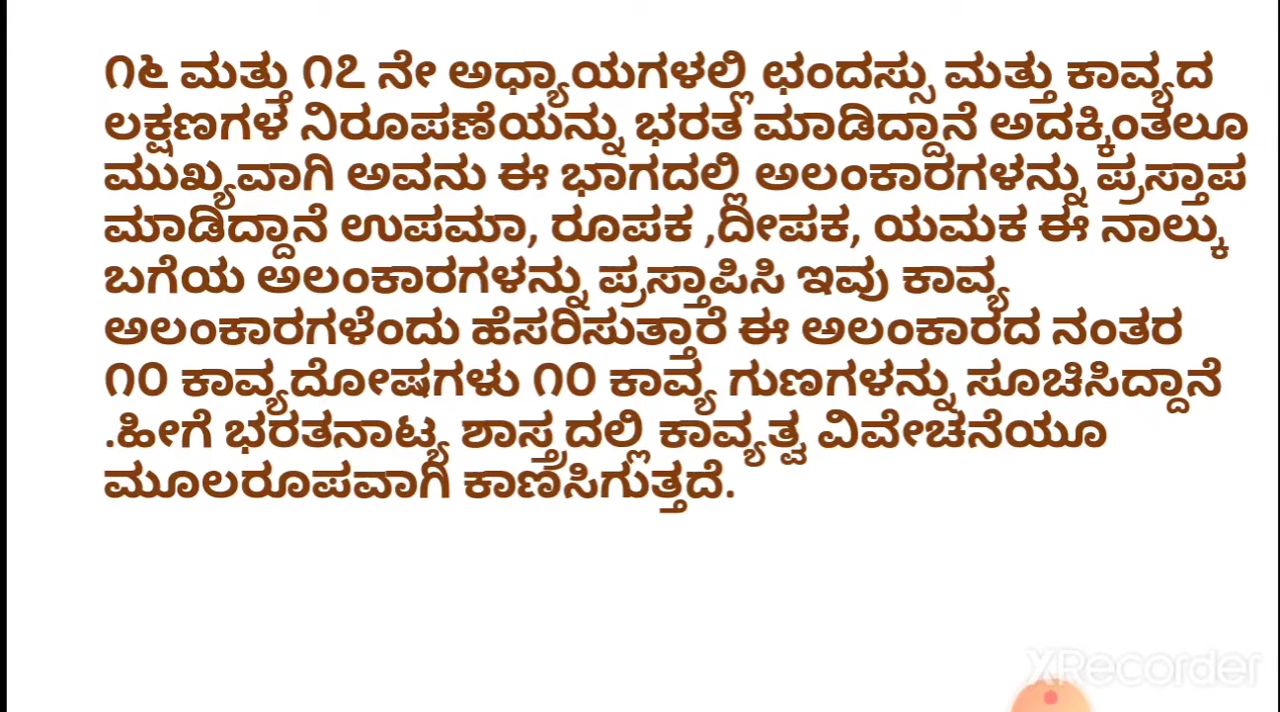 ೧೬ ಮತ್ತು ೧೭ ನೇ ಅಧ್ಯಾಯಗಳಲ್ಲಿ ಛಂದಸ್ಸು ಮತ್ತು ಕಾವ್ಯದ
ಲಕ್ಷಣಗಳ ನಿರೂಪಣೆಯನ್ನು ಭರತ ಮಾಡಿದ್ದಾನೆ ಅದಕ್ಕಿಂತಲೂ
ಮುಖ್ಯವಾಗಿ ಅವನು ಈ ಭಾಗದಲ್ಲಿ ಅಲಂಕಾರಗಳನ್ನು ಪ್ರಸ್ತಾಪ
ಮಾಡಿದ್ದಾನೆ ಉಪಮಾ, ರೂಪಕ ,ದೀಪಕ, ಯಮಕ ಈ ನಾಲ್ಕು
ಬಗೆಯ ಅಲಂಕಾರಗಳನ್ನು ಪ್ರಸ್ತಾಪಿಸಿ ಇವು ಕಾವ್ಯ
ಅಲಂಕಾರಗಳೆಂದು ಹೆಸರಿಸುತ್ತಾರೆ ಈ ಅಲಂಕಾರದ ನಂತರ
೧೦ ಕಾವ್ಯದೋಷಗಳು ೧೦ ಕಾವ್ಯ ಗುಣಗಳನ್ನು ಸೂಚಿಸಿದ್ದಾನೆ
.ಹೀಗೆ ಭರತನಾಟ್ಯ ಶಾಸ್ತ್ರದಲ್ಲಿ ಕಾವ್ಯತ್ವ ವಿವೇಚನೆಯೂ
ಮೂಲರೂಪವಾಗಿ ಕಾಣಸಿಗುತ್ತದೆ.
XRecorder